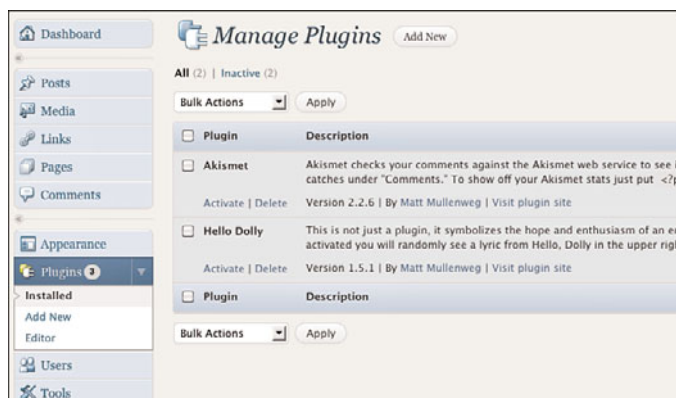 Dashboard
Posts
Media
Links
Pages
Comments
Appearance
Plugins 3
Installed
Add New
Editor
Users
Tools
Manage Plugins Add New
All (2) | Inactive (2)
Bulk Actions Apply
Plugin Description
Akismet Akismet checks your comments against the Akismet web service to see i
catches under "Comments." To show off your Akismet stats just put <?p
Activate | Delete Version 2.2.6 | By Matt Mullenweg | Visit plugin site
Hello Dolly This is not just a plugin, it symbolizes the hope and enthusiasm of an e
activated you will randomly see a lyric from Hello, Dolly in the upper rig
Activate | Delete Version 1.5.1 | By Matt Mullenweg | Visit plugin site
Plugin Description
Bulk Actions Apply